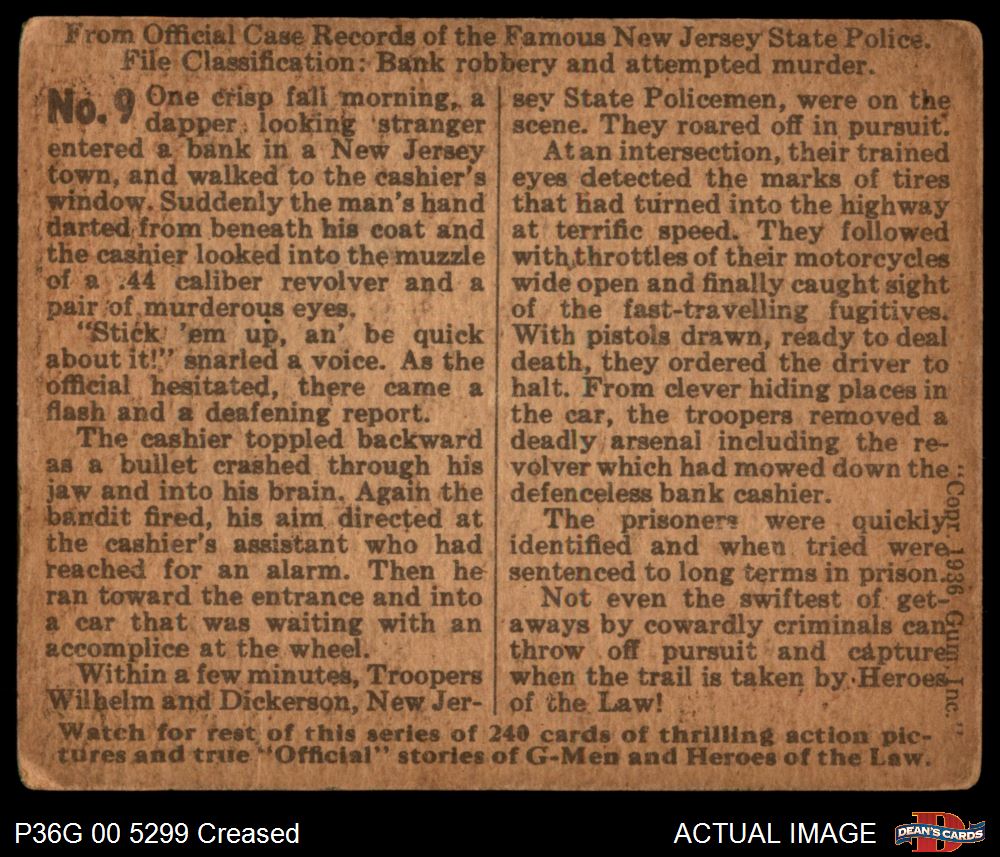 From Official Case Records of the Famous New Jersey State Police.
File Classification: Bank robbery and attempted murder.
No. 9 One crisp fall morning, a
dapper looking stranger
entered a bank in a New Jersey
town, and walked to the cashier's
window. Suddenly the man's hand
darted from beneath his coat and
the cashier looked into the muzzle
of a .44 caliber revolver and a
pair of murderous eyes.
"Stick 'em up, an' be quick
about it!" snarled a voice. As the
official hesitated, there came a
flash and a deafening report.
The cashier toppled backward
as a bullet crashed through his
jaw and into his brain. Again the
bandit fired, his aim directed at
the cashier's assistant who had
reached for an alarm. Then he
ran toward the entrance and into
a car that was waiting with an
accomplice at the wheel.
Within a few minutes, Troopers
Wilhelm and Dickerson, New Jer-
sey State Policemen, were on the
scene. They roared off in pursuit.
At an intersection, their trained
eyes detected the marks of tires
that had turned into the highway
at terrific speed. They followed
with throttles of their motorcycles
wide open and finally caught sight
of the fast-travelling fugitives.
With pistols drawn, ready to deal
death, they ordered the driver to
halt. From clever hiding places in
the car, the troopers removed a
deadly arsenal including the re-
volver which had mowed down the
defenceless bank cashier.
The prisoners were quickly
identified and when tried were
sentenced to long terms in prison.
Not even the swiftest of get-
aways by cowardly criminals can
throw off pursuit and capture
when the trail is taken by Heroes
of the Law!
Copr. 1936 Gum Inc.
Watch for rest of this series of 240 cards of thrilling action pic-
tures and true "Official" stories of G-Men and Heroes of the Law.
P36G 00 5299 Creased
ACTUAL IMAGE
DEAN'S CARDS